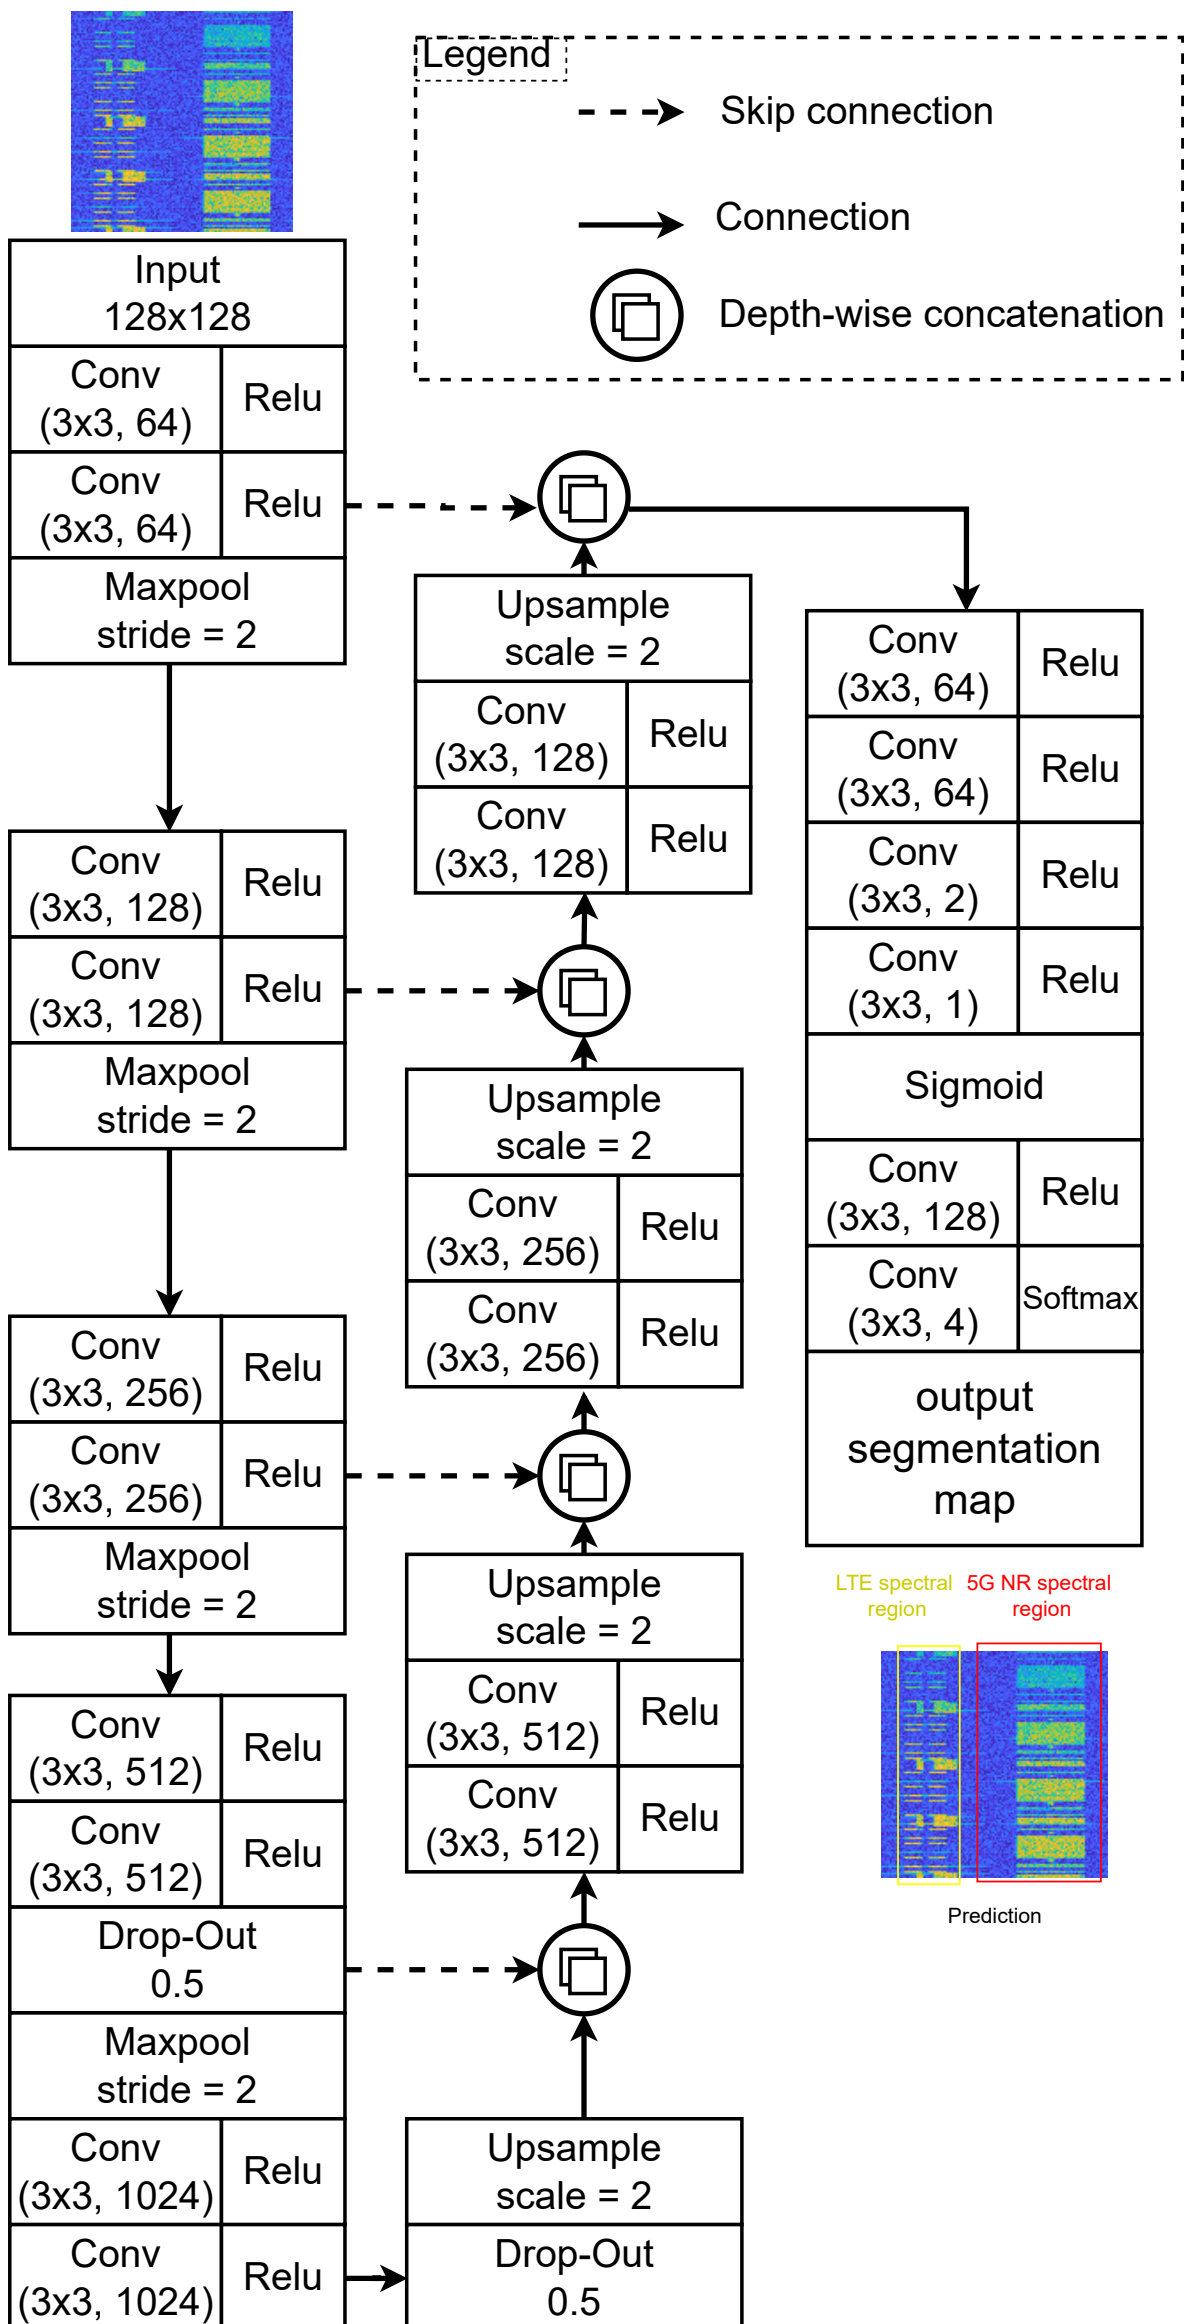 Legend
Skip connection
Connection
Depth-wise concatenation
Input
128x128
Conv
(3x3, 64)
Relu
Conv
(3x3, 64)
Relu
Maxpool
stride = 2
Conv
(3x3, 128)
Relu
Conv
(3x3, 128)
Relu
Maxpool
stride = 2
Conv
(3x3, 256)
Relu
Conv
(3x3, 256)
Relu
Maxpool
stride = 2
Conv
(3x3, 512)
Relu
Conv
(3x3, 512)
Relu
Drop-Out
0.5
Maxpool
stride = 2
Conv
(3x3, 1024)
Relu
Conv
(3x3, 1024)
Relu
Upsample
scale = 2
Conv
(3x3, 128)
Relu
Conv
(3x3, 128)
Relu
Upsample
scale = 2
Conv
(3x3, 256)
Relu
Conv
(3x3, 256)
Relu
Upsample
scale = 2
Conv
(3x3, 512)
Relu
Conv
(3x3, 512)
Relu
Upsample
scale = 2
Drop-Out
0.5
Conv
(3x3, 64)
Relu
Conv
(3x3, 64)
Relu
Conv
(3x3, 2)
Relu
Conv
(3x3, 1)
Relu
Sigmoid
Conv
(3x3, 128)
Relu
Conv
(3x3, 4)
Softmax
output
segmentation
map
LTE spectral
region
5G NR spectral
region
Prediction